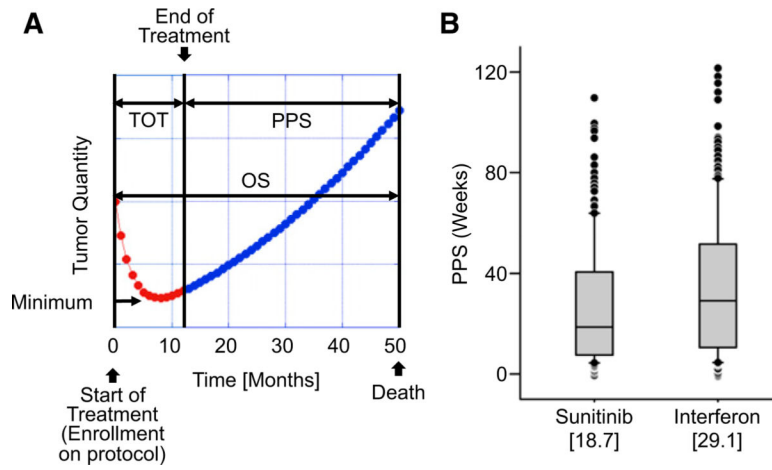 A
End of
Treatment
TOT
PPS
OS
Tumor Quantity
Minimum
0 10 20 30 40 50
Time [Months]
Start of
Treatment
(Enrollment
on protocol)
Death
B
PPS (Weeks)
120
80
40
0
Sunitinib Interferon
[18.7] [29.1]